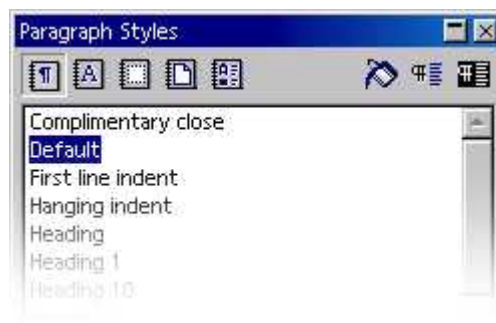 Paragraph Styles
Complimentary close
Default
First line indent
Hanging indent
Heading
Heading 1
Heading 10